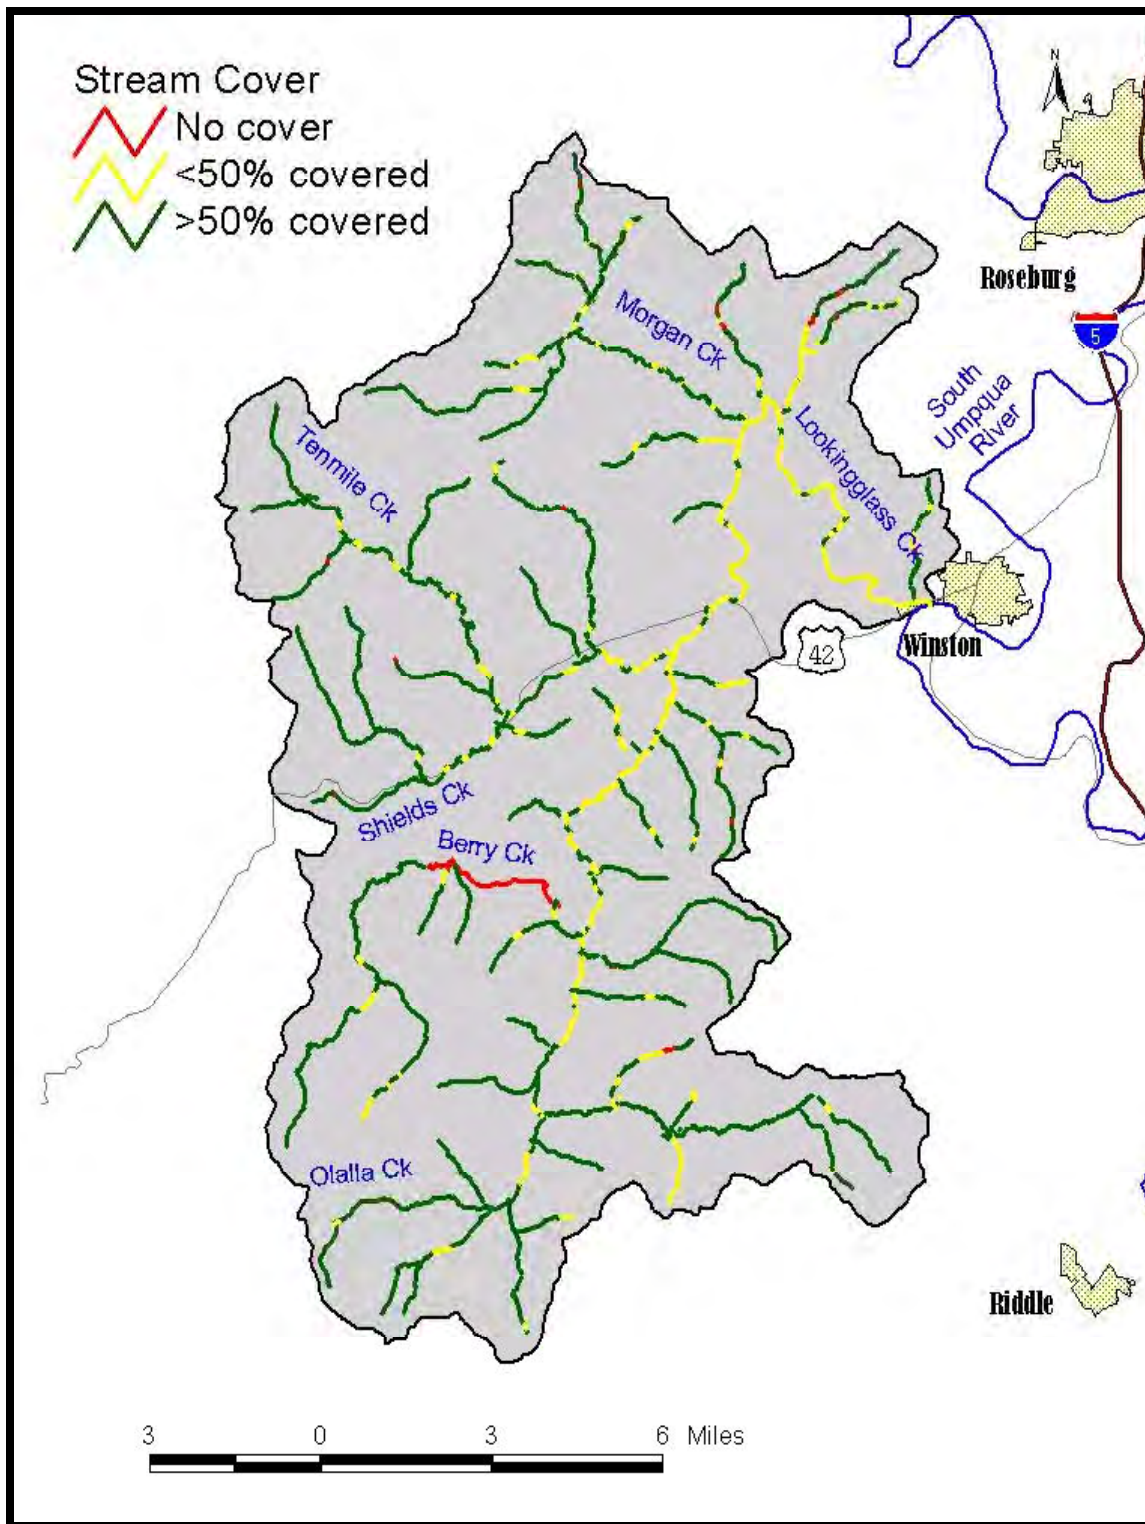 Stream Cover
No cover
<50% covered
>50% covered
N
Roseburg
5
Morgan Ck
South
Umpqua
River
Lookingglass Ck
Tenmile Ck
Winston
42
Shields Ck
Berry Ck
Olalla Ck
Riddle
3 0 3 6 Miles